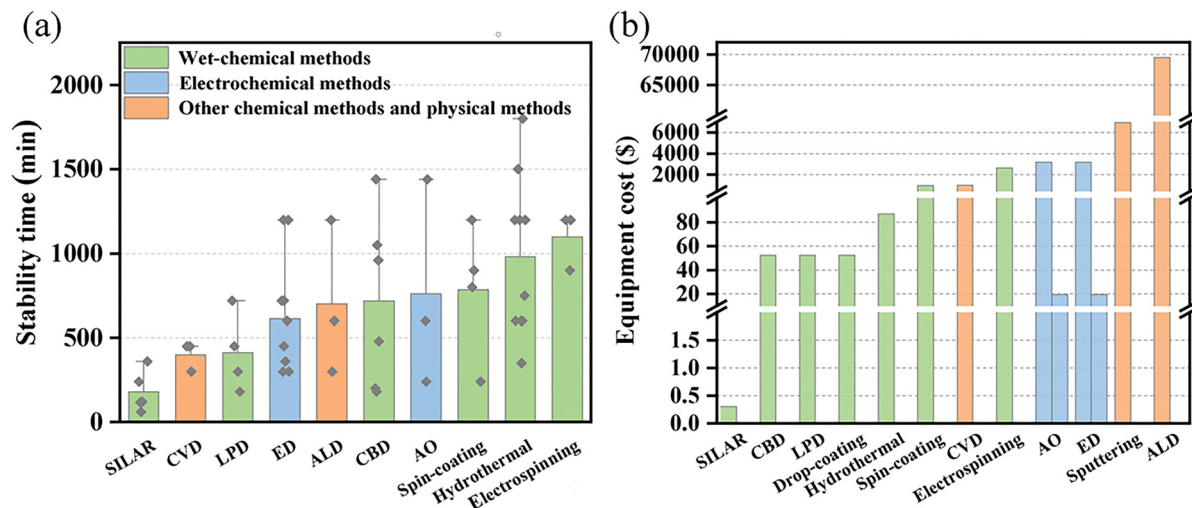 (a)
Wet-chemical methods
Electrochemical methods
Other chemical methods and physical methods
Stability time (min)
2000
1500
1000
500
0
SILAR
CVD
LPD
ED
ALD
CBD
AO
Spin-coating
Hydrothermal
Electrospinning
(b)
Equipment cost ($)
70000
65000
6000
4000
2000
80
60
40
20
1.5
1.0
0.5
0.0
SILAR
CBD
LPD
Drop-coating
Hydrothermal
Spin-coating
CVD
Electrospinning
AO
ED
Sputtering
ALD